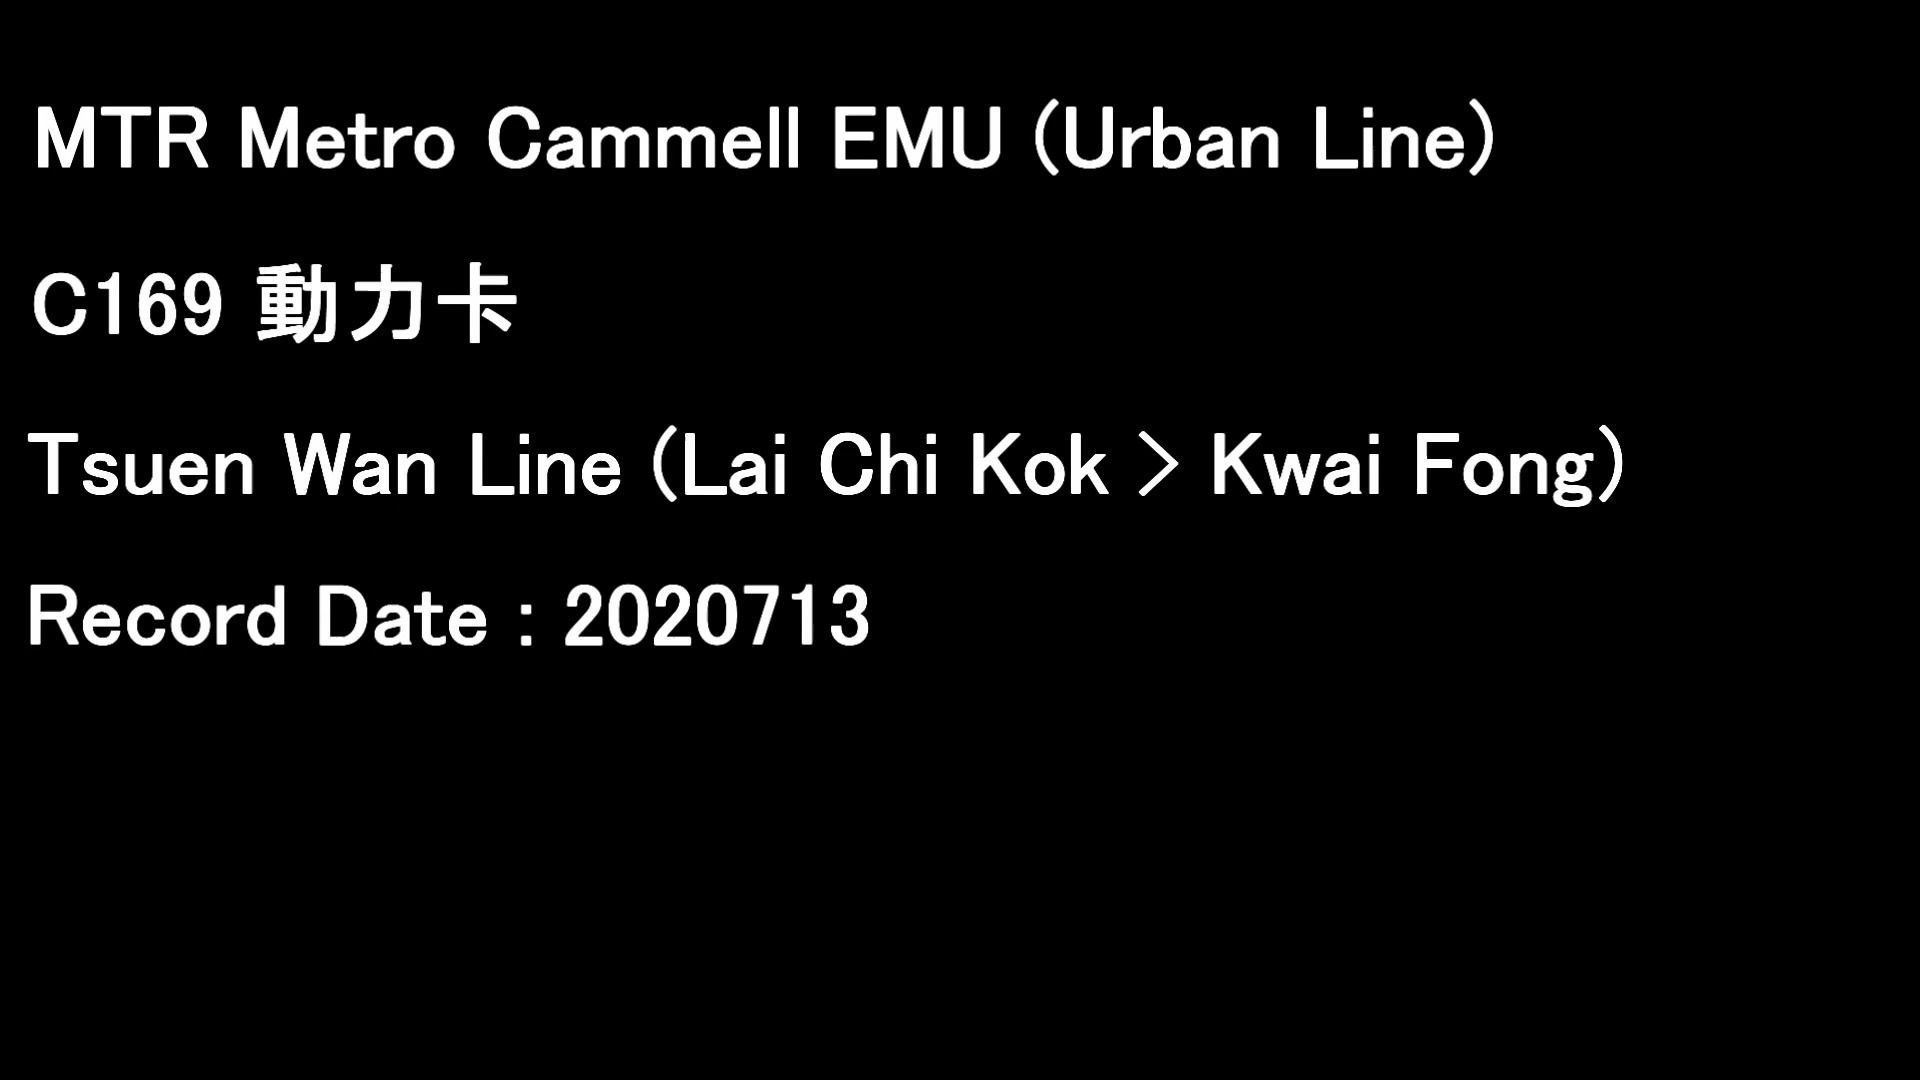 MTR Metro Cammell EMU (Urban Line)
C169 動力卡
Tsuen Wan Line (Lai Chi Kok > Kwai Fong)
Record Date : 2020713